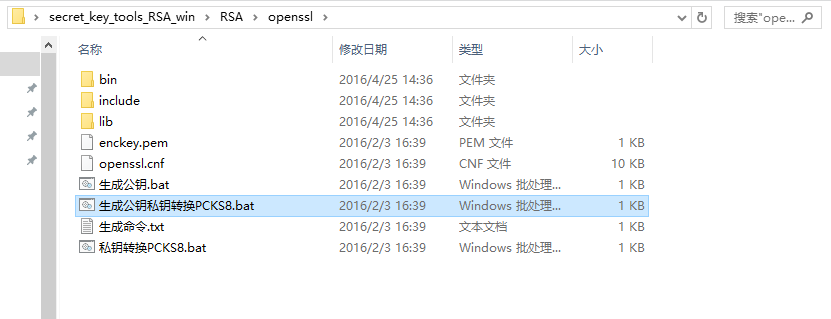 secret_key_tools_RSA_win > RSA > openssl >
搜索"ope...
名称 修改日期 类型 大小
bin 2016/4/25 14:36 文件夹
include 2016/4/25 14:36 文件夹
lib 2016/4/25 14:36 文件夹
enckey.pem 2016/2/3 16:39 PEM 文件 1 KB
openssl.cnf 2016/2/3 16:39 CNF 文件 10 KB
生成公钥.bat 2016/2/3 16:39 Windows 批处理... 1 KB
生成公钥私钥转换PCKS8.bat 2016/2/3 16:39 Windows 批处理... 1 KB
生成命令.txt 2016/2/3 16:39 文本文档 1 KB
私钥转换PCKS8.bat 2016/2/3 16:39 Windows 批处理... 1 KB